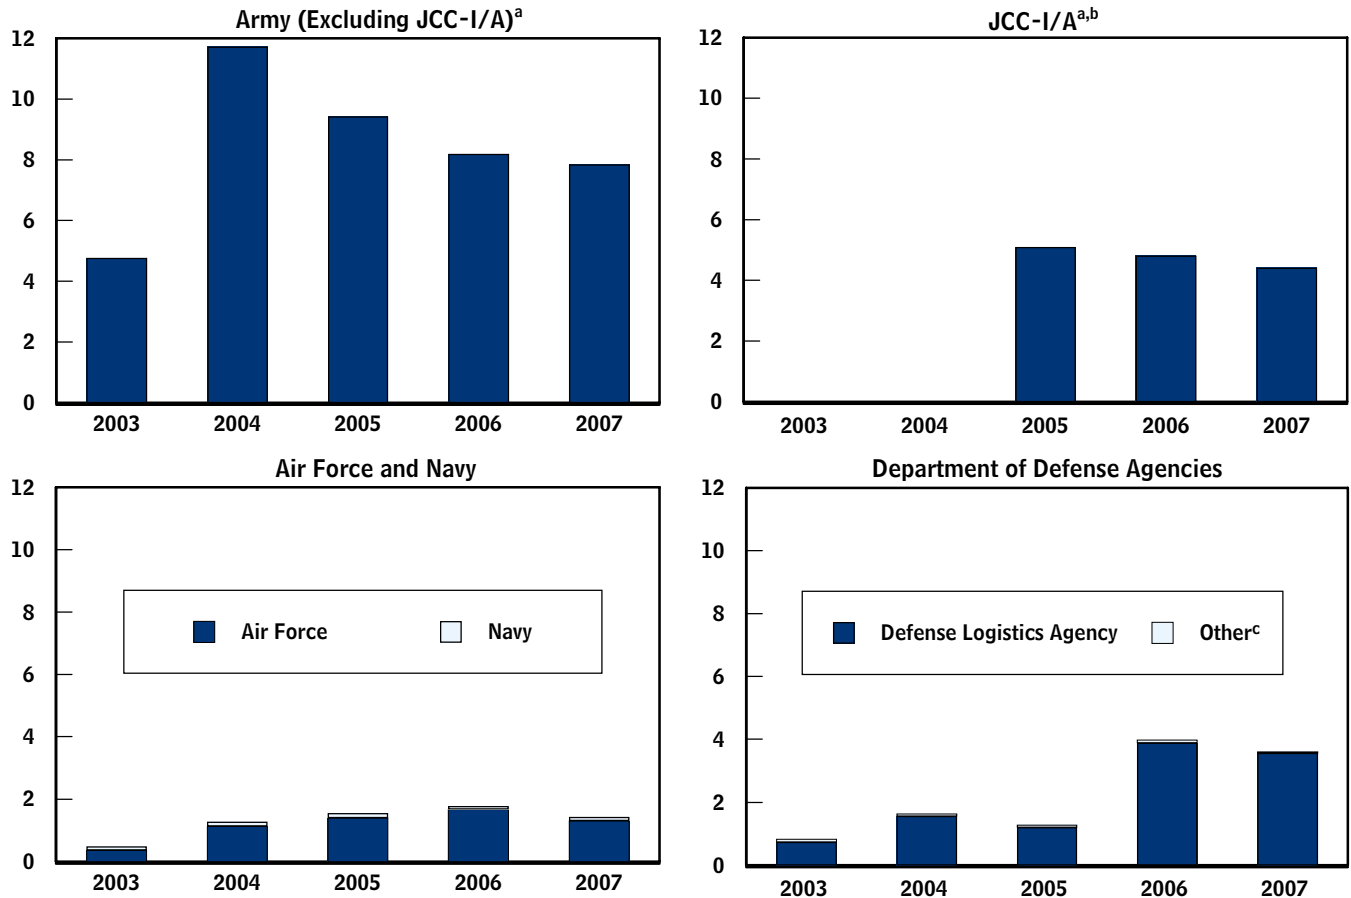 Army (Excluding JCC-I/A)a
12
10
8
6
4
2
0
2003 2004 2005 2006 2007
JCC-I/Aa,b
12
10
8
6
4
2
0
2003 2004 2005 2006 2007
Air Force and Navy
12
10
8
6
4
2
0
Air Force Navy
2003 2004 2005 2006 2007
Department of Defense Agencies
12
10
8
6
4
2
0
Defense Logistics Agency Otherc
2003 2004 2005 2006 2007